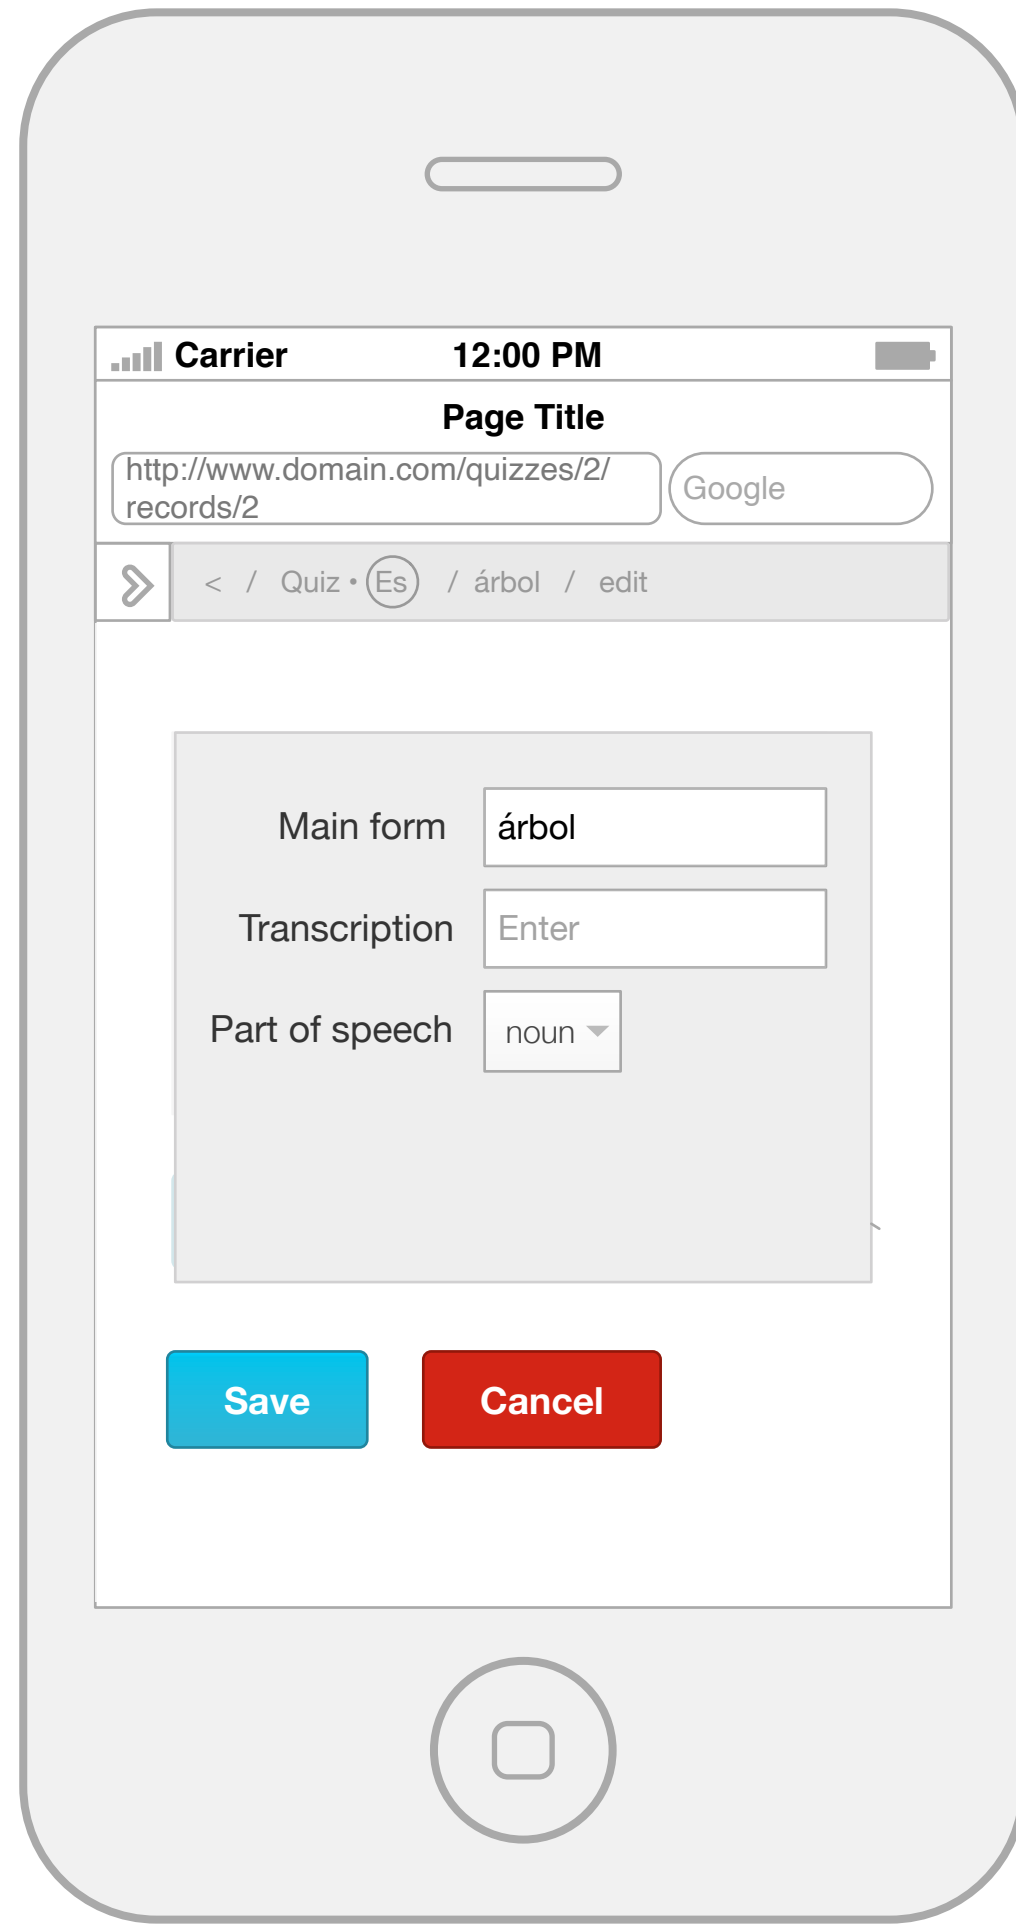 Carrier 12:00 PM
Page Title
http://www.domain.com/quizzes/2/
records/2
Google
< / Quiz • Es / árbol / edit
Main form árbol
Transcription Enter
Part of speech noun
Save Cancel